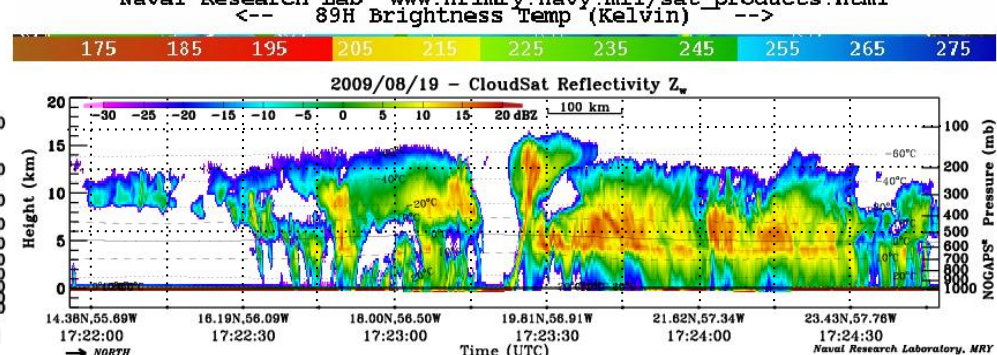 Naval Research Lab www.nrlmry.navy.mil/sat_products.html
<-- 89H Brightness Temp (Kelvin) -->
175 185 195 205 215 225 235 245 255 265 275
2009/08/19 - CloudSat Reflectivity Zw
-30 -25 -20 -15 -10 -5 0 5 10 15 20 dBZ
100 km
20
15
10
5
0
Height (km)
100
200
300
400
500
600
700
800
1000
NOGAPS Pressure (mb)
-60°C
-40°C
-40°C
-20°C
0°C
14.38N,55.69W 16.19N,56.09W 18.00N,56.50W 19.81N,56.91W 21.62N,57.34W 23.43N,57.76W
17:22:00 17:22:30 17:23:00 17:23:30 17:24:00 17:24:30
NORTH
Time (UTC)
Naval Research Laboratory, MRY